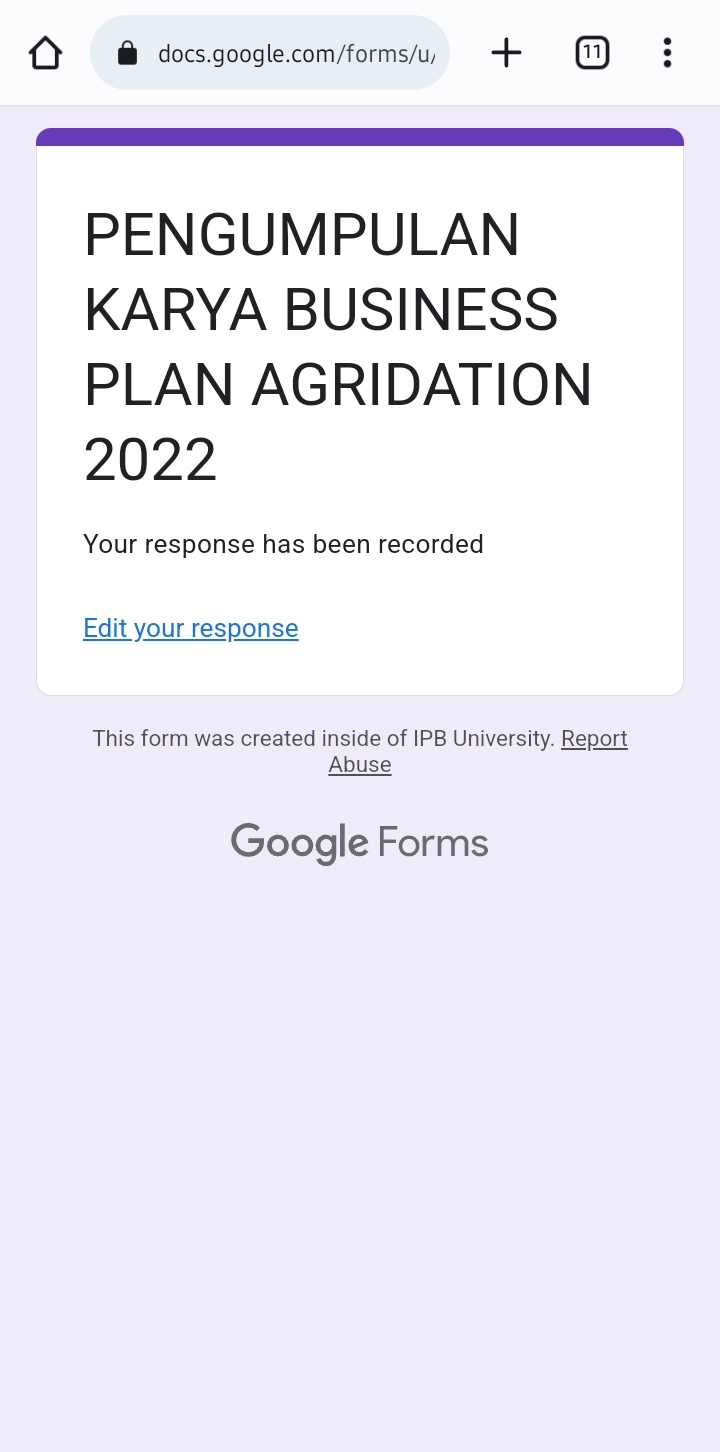 docs.google.com/forms/u/
11
PENGUMPULAN
KARYA BUSINESS
PLAN AGRIDATION
2022
Your response has been recorded
Edit your response
This form was created inside of IPB University. Report
Abuse
Google Forms